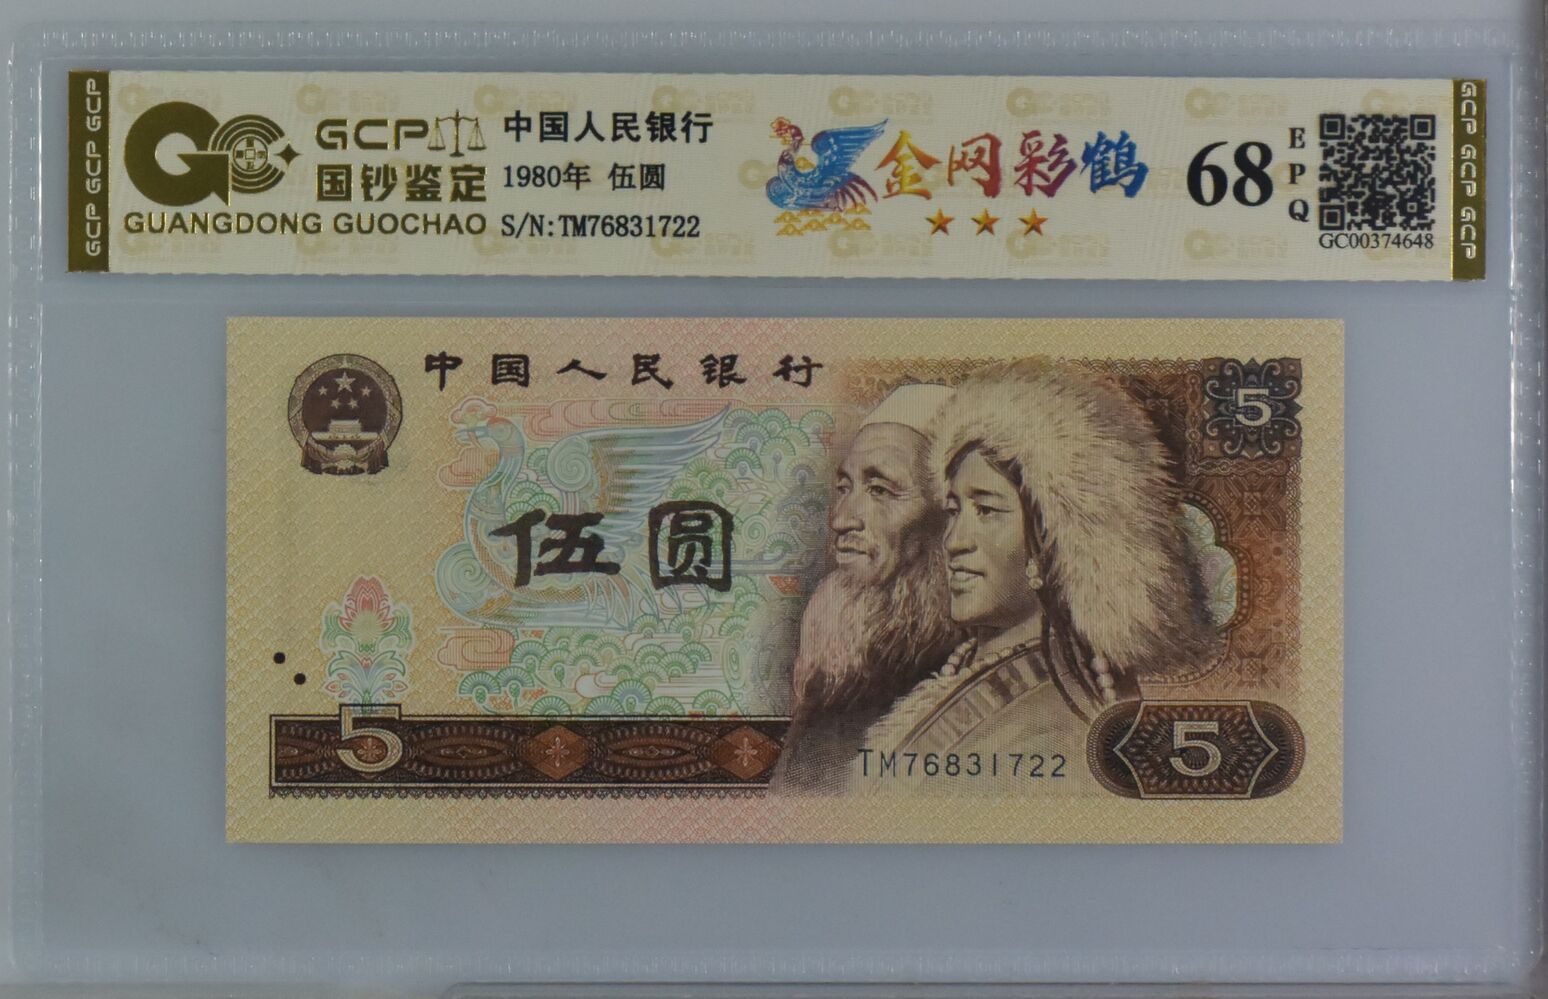 GCP GCP GCP
GCP
国钞鉴定
GUANGDONG GUOCHAO
中国人民银行
1980年 伍圆
S/N:TM76831722
金网彩鹤
68
EPQ
GC00374648
GCP GCP GCP
中国人民银行
5
伍圆
5
TM76831722
5